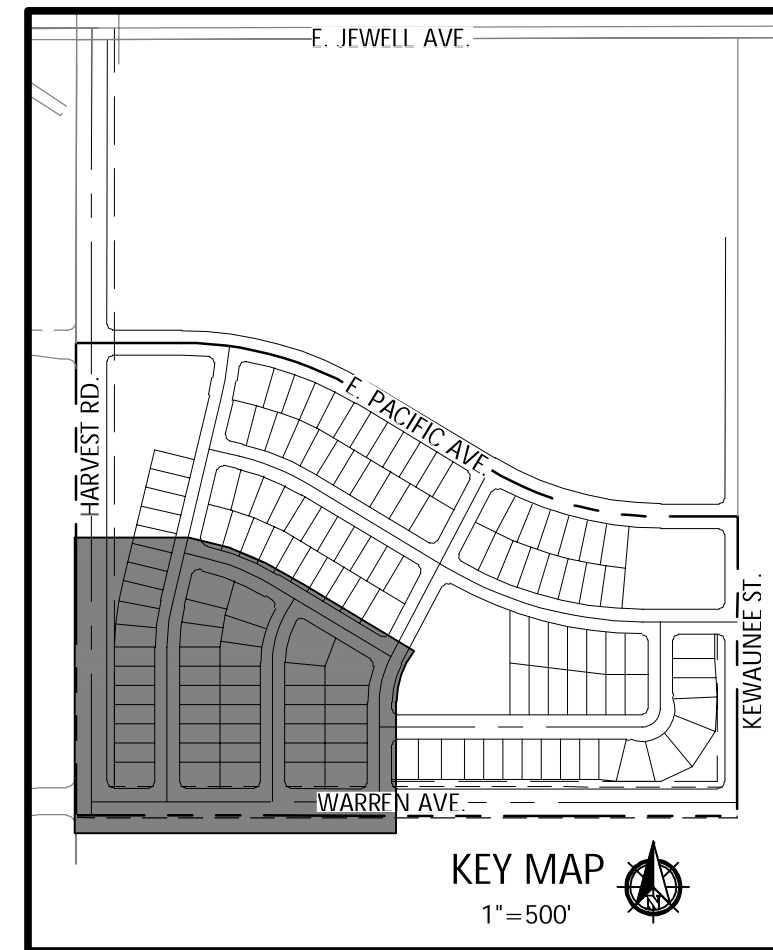 E. JEWELL AVE.
E. PACIFIC AVE.
HARVEST RD.
KEWAUNEE ST.
WARREN AVE.
KEY MAP
1"=500'
N